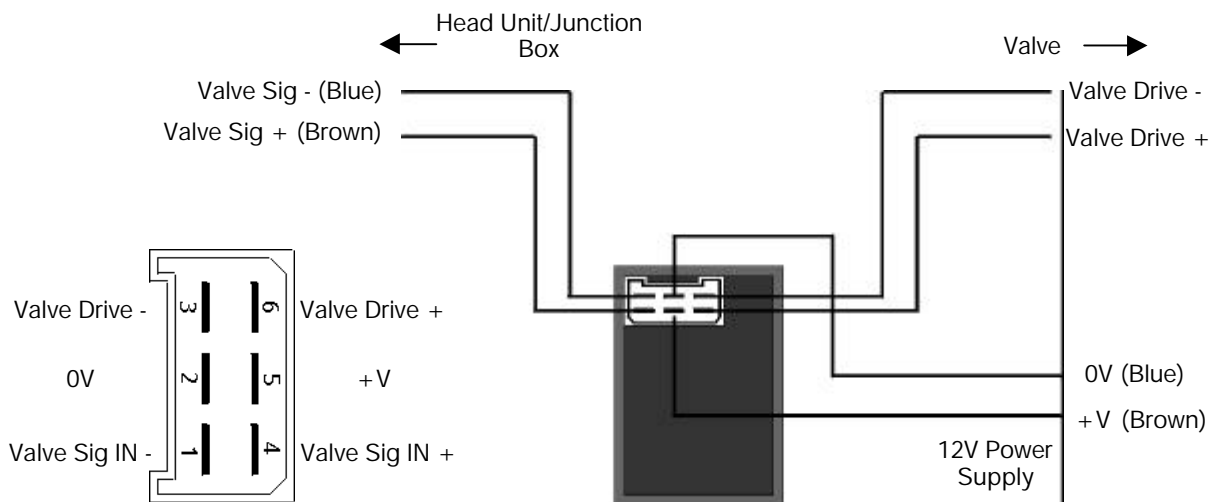 Head Unit/Junction
Box
Valve
Valve Sig - (Blue)
Valve Drive -
Valve Sig + (Brown)
Valve Drive +
Valve Drive -
3
6
Valve Drive +
0V
2
5
+V
0V (Blue)
+V (Brown)
Valve Sig IN -
1
4
Valve Sig IN +
12V Power
Supply